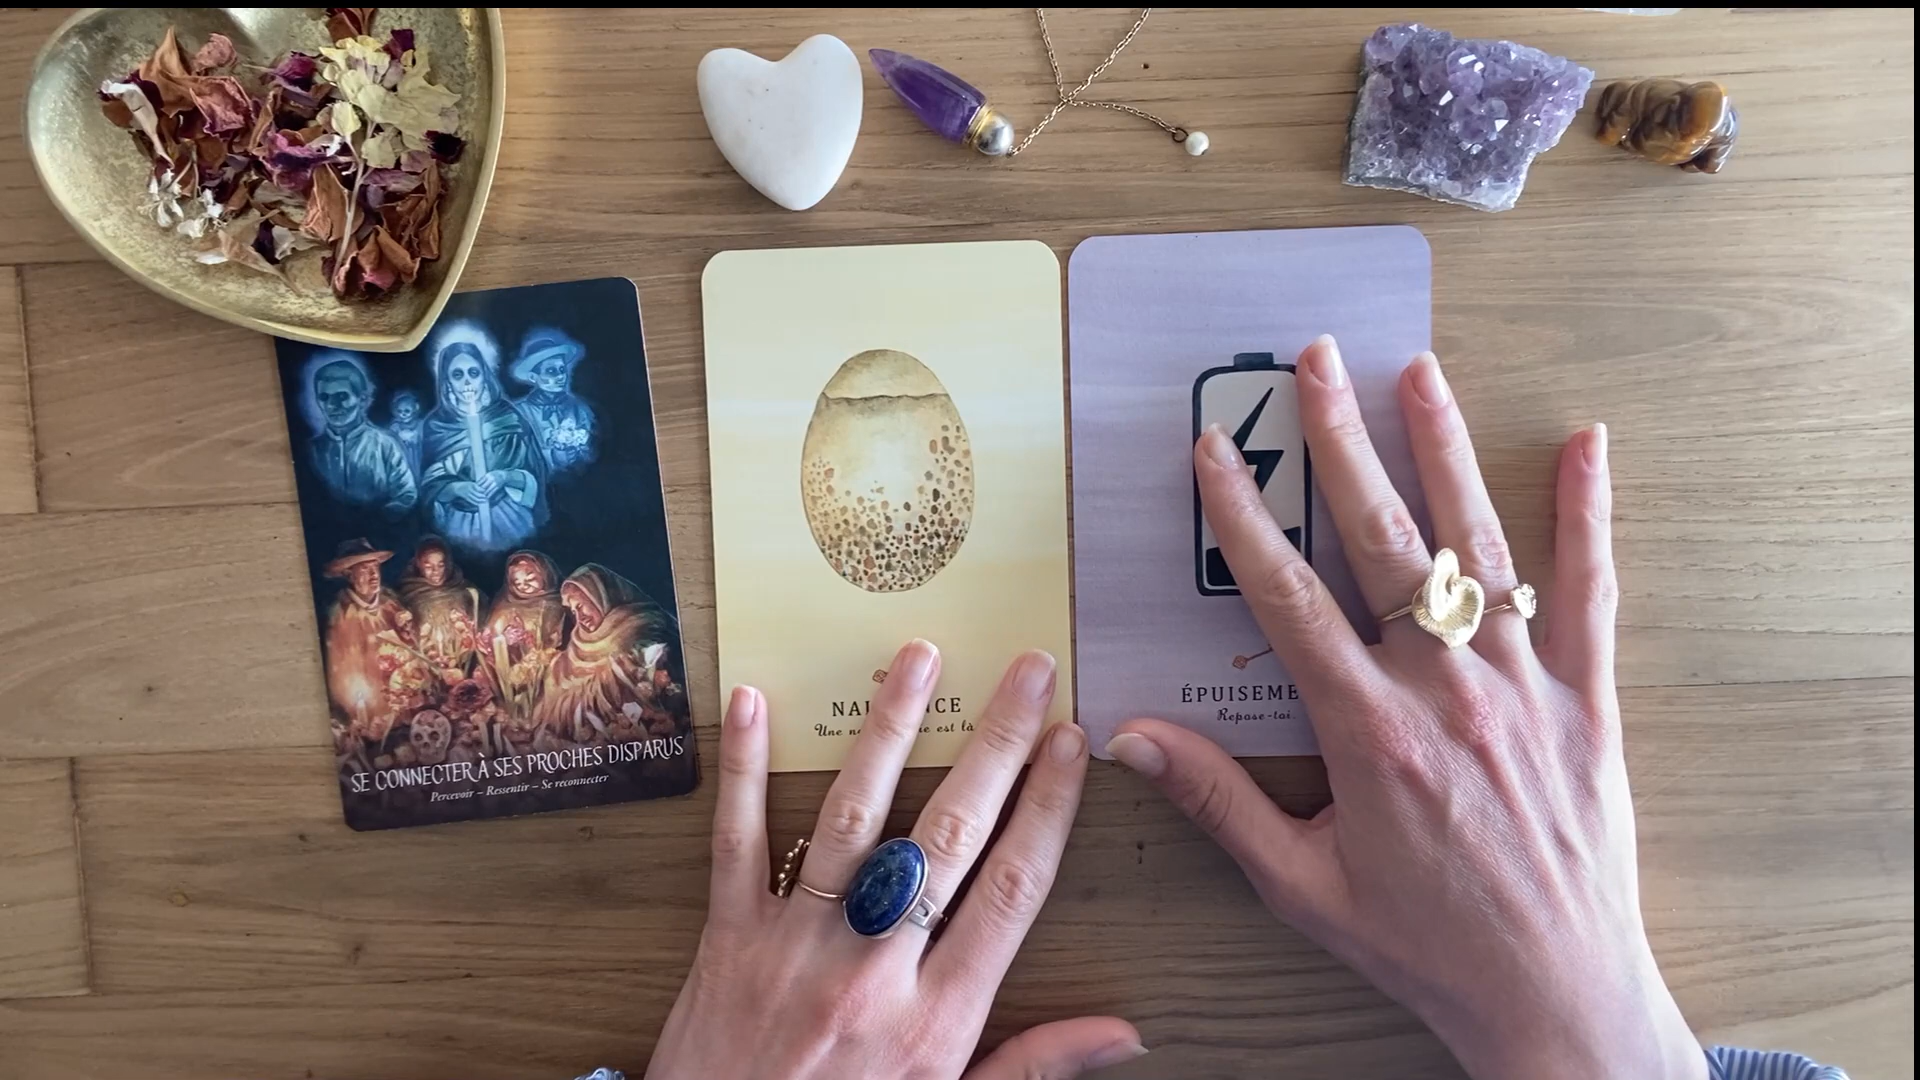 SE CONNECTER À SES PROCHES DISPARUS
Percevoir – Ressentir – Se reconnecter
Une est là
Repose-toi.